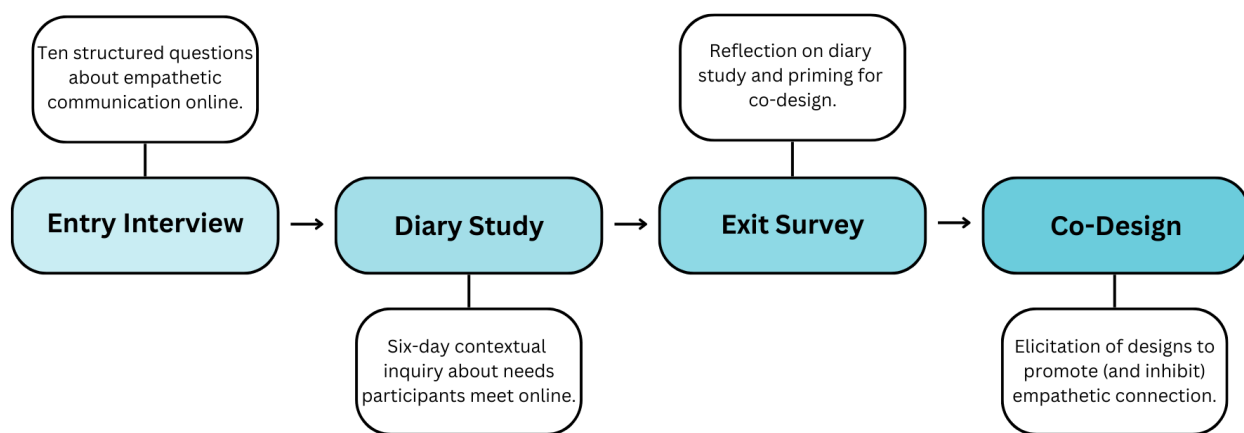 Ten structured questions
about empathetic
communication online.
Entry Interview
Diary Study
Six-day contextual
inquiry about needs
participants meet online.
Reflection on diary
study and priming for
co-design.
Exit Survey
Co-Design
Elicitation of designs to
promote (and inhibit)
empathetic connection.